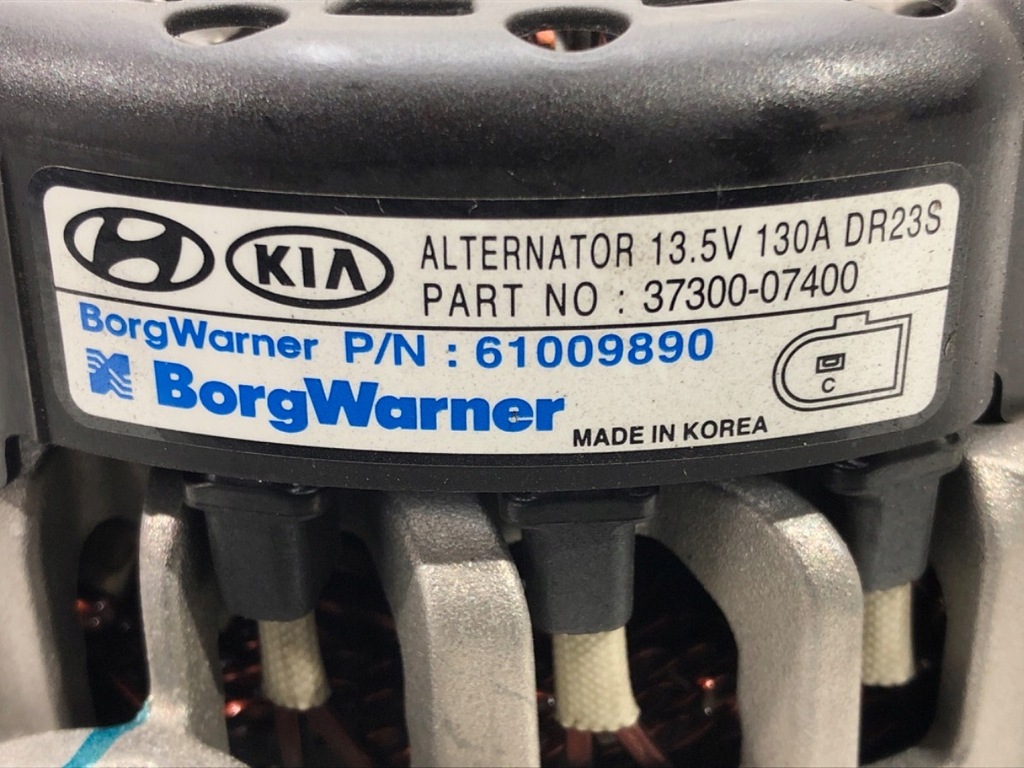 KIA
ALTERNATOR 13.5V 130A DR23S
PART NO : 37300-07400
BorgWarner P/N : 61009890
BorgWarner
C
MADE IN KOREA